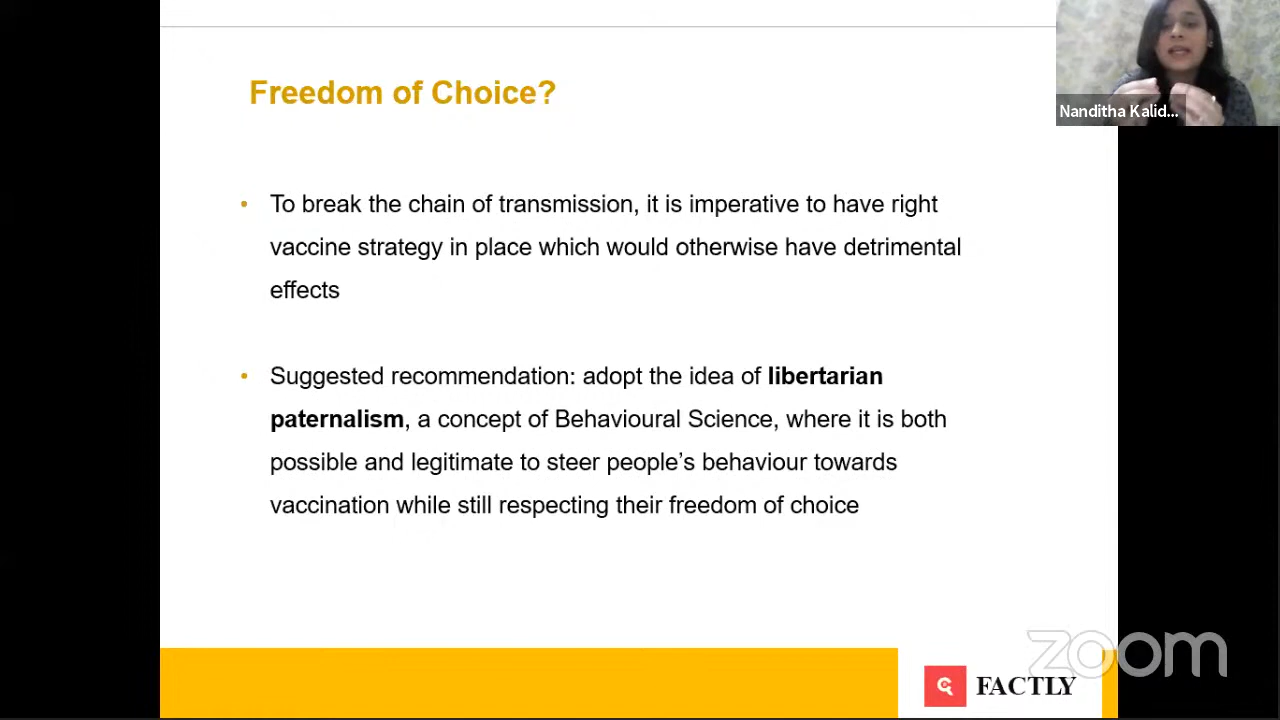 Freedom of Choice?
Nanditha Kalid...
• To break the chain of transmission, it is imperative to have right
vaccine strategy in place which would otherwise have detrimental
effects
• Suggested recommendation: adopt the idea of libertarian
paternalism, a concept of Behavioural Science, where it is both
possible and legitimate to steer people’s behaviour towards
vaccination while still respecting their freedom of choice
zoom
FACTLY